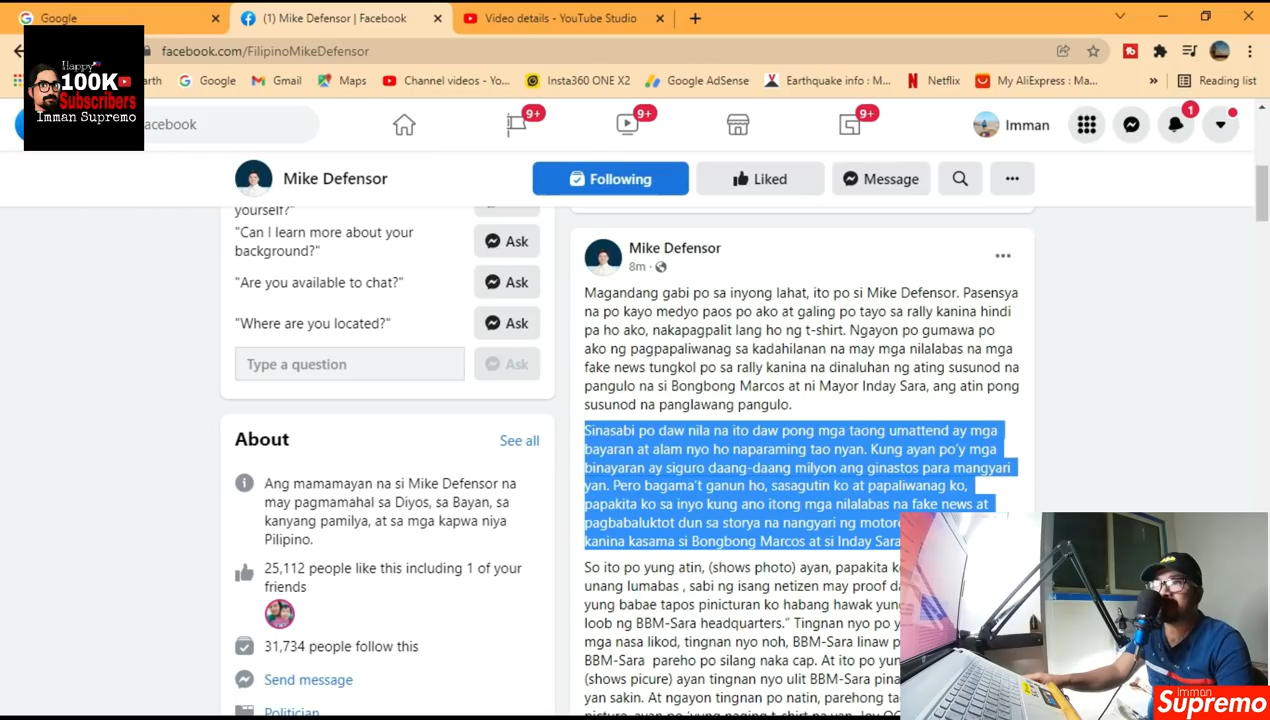 Google
(1) Mike Defensor | Facebook
Video details - YouTube Studio
facebook.com/FilipinoMikeDefensor
Happy
100K
Subscribers
Imman Supremo
arth
Google
Gmail
Maps
Channel videos - Yo...
Insta360 ONE X2
Google AdSense
Earthquake info : M...
Netflix
My AliExpress : Ma...
»
Reading list
acebook
9+
9+
9+
Imman
1
Mike Defensor
Following
Liked
Message
yourself?"
"Can I learn more about your
background?"
Ask
"Are you available to chat?"
Ask
"Where are you located?"
Ask
Type a question
Ask
About
See all
Ang mamamayan na si Mike Defensor na
may pagmamahal sa Diyos, sa Bayan, sa
kanyang pamilya, at sa mga kapwa niya
Pilipino.
25,112 people like this including 1 of your
friends
31,734 people follow this
Send message
Politician
Mike Defensor
8m ·
Magandang gabi po sa inyong lahat, ito po si Mike Defensor. Pasensya
na po kayo medyo paos po ako at galing po tayo sa rally kanina hindi
pa ho ako, nakapagpalit lang ho ng t-shirt. Ngayon po gumawa po
ako ng pagpapaliwanag sa kadahilanan na may mga nilalabas na mga
fake news tungkol po sa rally kanina na dinaluhan ng ating susunod na
pangulo na si Bongbong Marcos at ni Mayor Inday Sara, ang atin pong
susunod na panglawang pangulo.
Sinasabi po daw nila na ito daw pong mga taong umattend ay mga
bayaran at alam nyo ho naparaming tao nyan. Kung ayan po'y mga
binayaran ay siguro daang-daang milyon ang ginastos para mangyari
yan. Pero bagama't ganun ho, sasagutin ko at papaliwanag ko,
papakita ko sa inyo kung ano itong mga nilalabas na fake news at
pagbabaluktot dun sa storya na nangyari ng
kanina kasama si Bongbong Marcos at si Inday Sara
So ito po yung atin, (shows photo) ayan, papakita
unang lumabas , sabi ng isang netizen may proof
yung babae tapos pinicturan ko habang hawak
loob ng BBM-Sara headquarters." Tingnan nyo po
mga nasa likod, tingnan nyo noh, BBM-Sara linaw
BBM-Sara pareho po silang naka cap. At ito po
(shows picure) ayan tingnan nyo ulit BBM-Sara
yan sakin. At ngayon tingnan po natin, parehong
Imman
Supremo